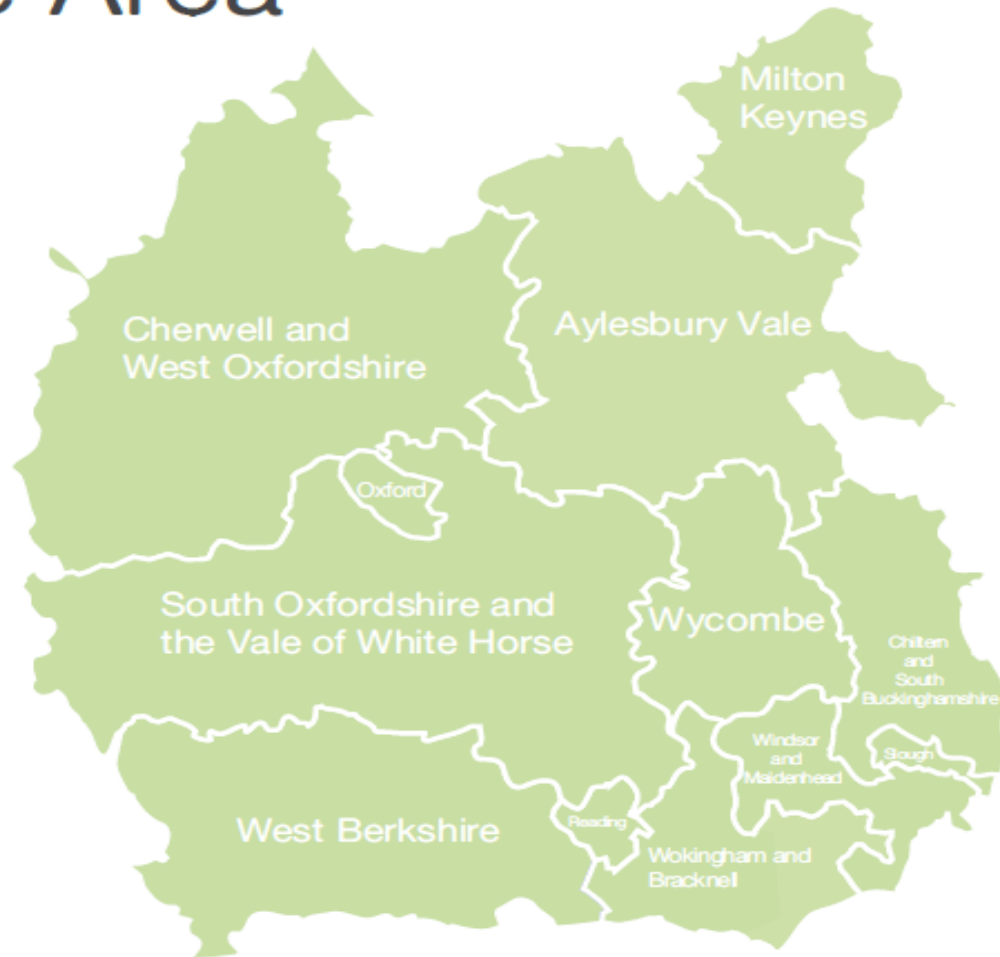 Area
Milton
Keynes
Cherwell and
West Oxfordshire
Aylesbury Vale
Oxford
South Oxfordshire and
the Vale of White Horse
Wycombe
Chiltern
and
South
Buckinghamshire
Windsor
and
Maidenhead
Slough
West Berkshire
Reading
Wokingham and
Bracknell